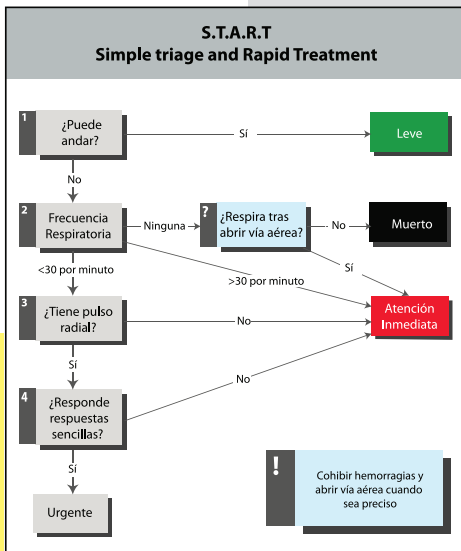 S.T.A.R.T
Simple triage and Rapid Treatment
1
¿Puede
andar?
Sí
Leve
No
2
Frecuencia
Respiratoria
Ninguna
?
¿Respira tras
abrir vía aérea?
No
Muerto
Sí
<30 por minuto
>30 por minuto
Atención
Inmediata
3
¿Tiene pulso
radial?
No
Sí
No
4
¿Responde
respuestas
sencillas?
Sí
Urgente
!
Cohibir hemorragias y
abrir vía aérea cuando
sea preciso